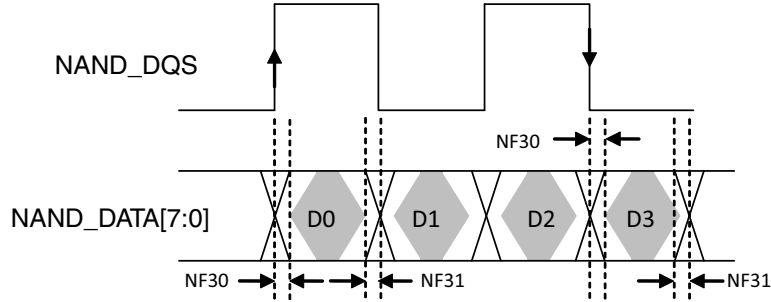 NAND_DQS
NF30
NAND_DATA[7:0]
D0 D1 D2 D3
NF30 NF31 NF31